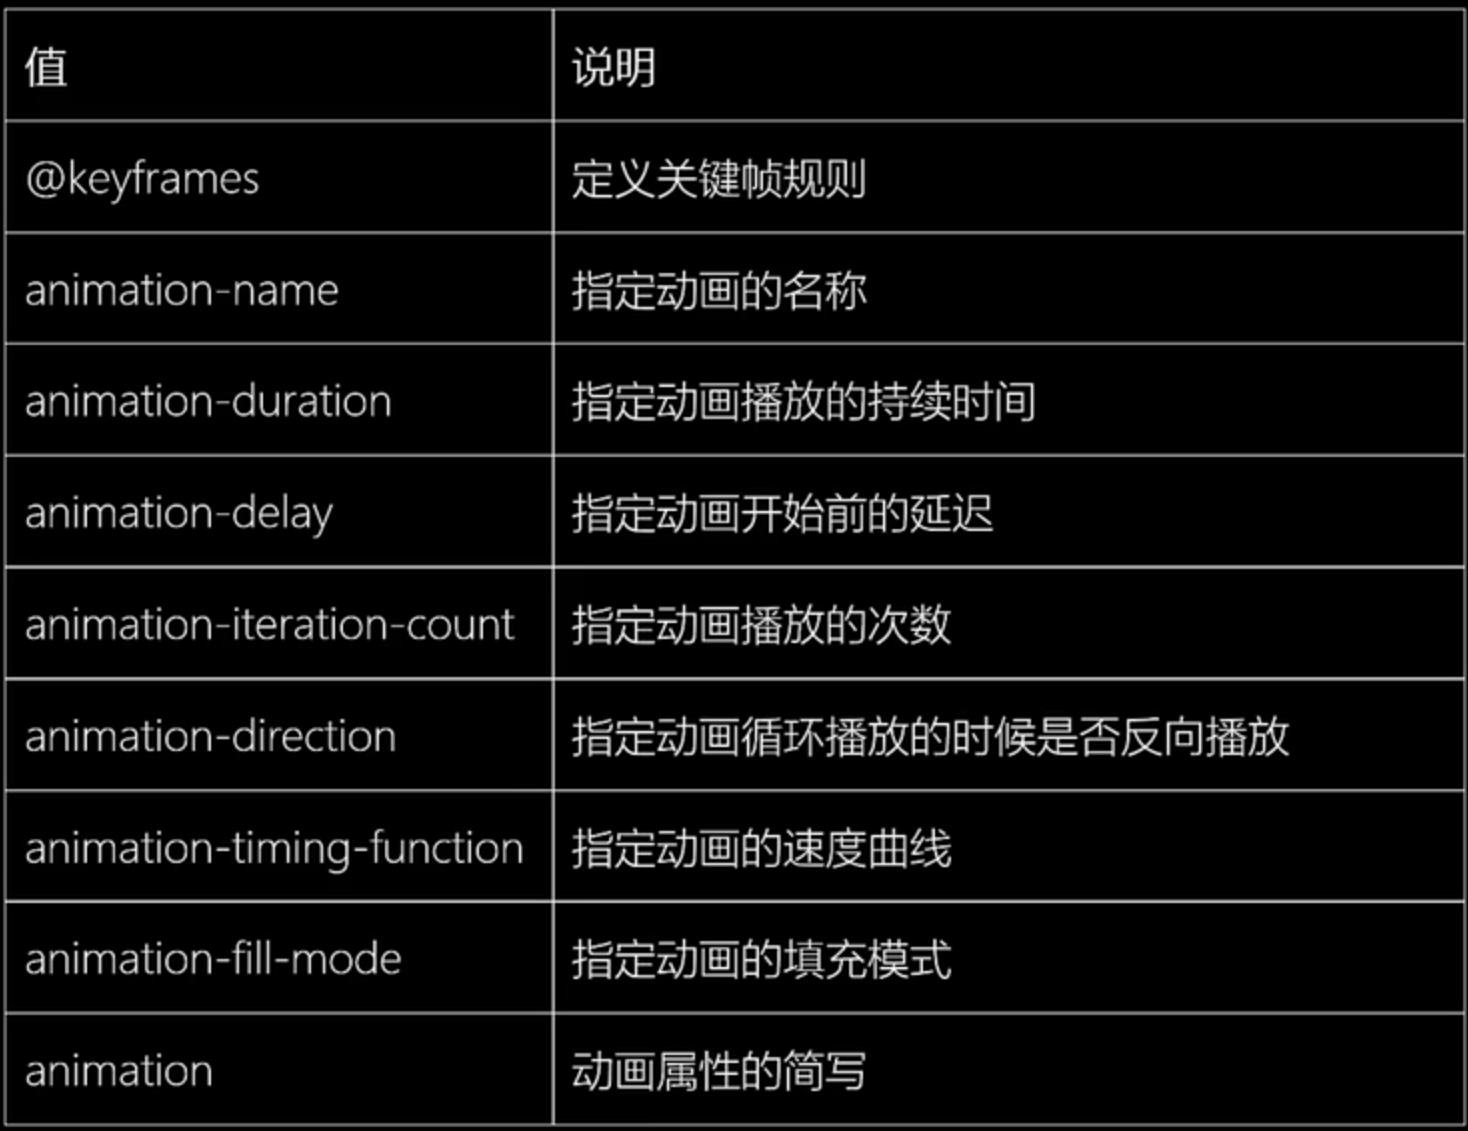 值 说明
@keyframes 定义关键帧规则
animation-name 指定动画的名称
animation-duration 指定动画播放的持续时间
animation-delay 指定动画开始前的延迟
animation-iteration-count 指定动画播放的次数
animation-direction 指定动画循环播放的时候是否反向播放
animation-timing-function 指定动画的速度曲线
animation-fill-mode 指定动画的填充模式
animation 动画属性的简写